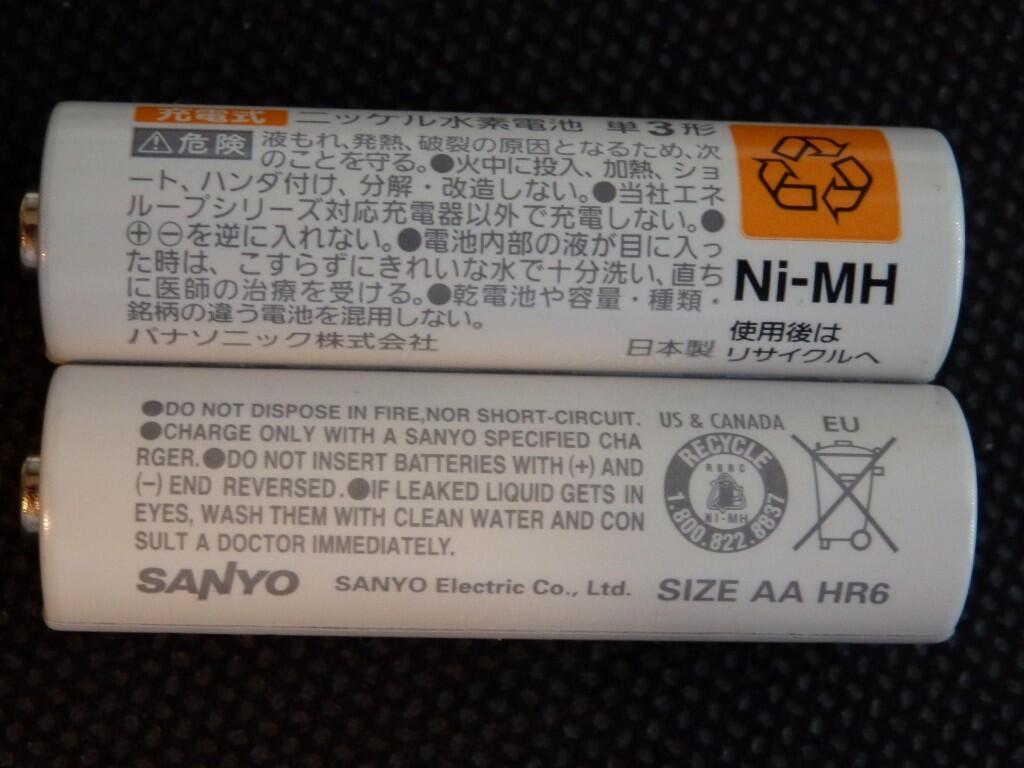 充電式 ニッケル水素電池 単3形
⚠危険 液もれ、発熱、破裂の原因となるため、次
のことを守る。●火中に投入、加熱、ショ
ート、ハンダ付け、分解・改造しない。●当社エネ
ループシリーズ対応充電器以外で充電しない。●
⊕⊖を逆に入れない。●電池内部の液が目に入っ
た時は、こすらずにきれいな水で十分洗い、直ち
に医師の治療を受ける。●乾電池や容量・種類・
銘柄の違う電池を混用しない。
パナソニック株式会社 日本製
Ni-MH
使用後は
リサイクルへ
●DO NOT DISPOSE IN FIRE,NOR SHORT-CIRCUIT.
●CHARGE ONLY WITH A SANYO SPECIFIED CHA
RGER.●DO NOT INSERT BATTERIES WITH (+) AND
(−) END REVERSED.●IF LEAKED LIQUID GETS IN
EYES, WASH THEM WITH CLEAN WATER AND CON
SULT A DOCTOR IMMEDIATELY.
US & CANADA
RECYCLE
RBRC
NI-MH
1.800.822.8837
EU
SANYO SANYO Electric Co., Ltd. SIZE AA HR6